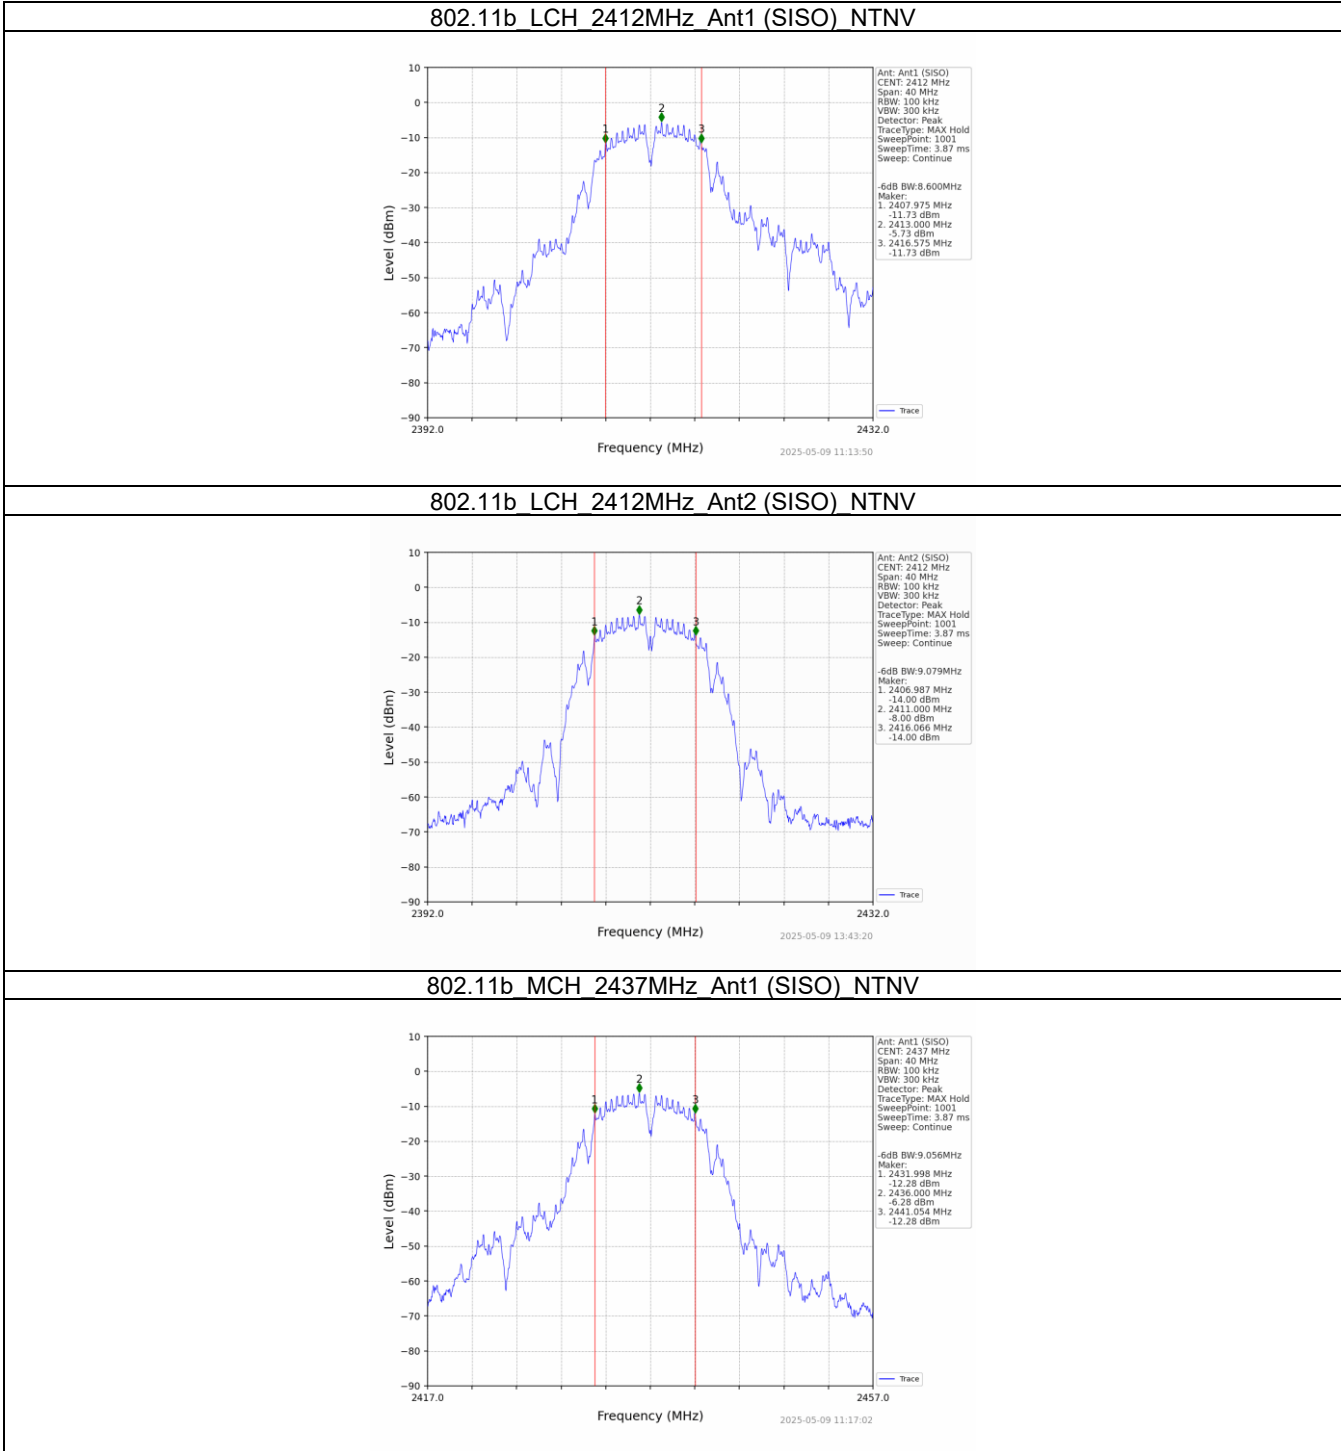 802.11b_LCH_2412MHz_Ant1 (SISO)_NTNV
10
0
−10
−20
−30
−40
−50
−60
−70
−80
−90
Level (dBm)
1
2
3
2392.0
2432.0
Frequency (MHz)
2025-05-09 11:13:50
Ant: Ant1 (SISO)
CENT: 2412 MHz
Span: 40 MHz
RBW: 100 kHz
VBW: 300 kHz
Detector: Peak
TraceType: MAX Hold
SweepPoint: 1001
SweepTime: 3.87 ms
Sweep: Continue
-6dB BW:8.600MHz
Maker:
1. 2407.975 MHz
-11.73 dBm
2. 2413.000 MHz
-5.73 dBm
3. 2416.575 MHz
-11.73 dBm
Trace
802.11b_LCH_2412MHz_Ant2 (SISO)_NTNV
10
0
−10
−20
−30
−40
−50
−60
−70
−80
−90
Level (dBm)
1
2
3
2392.0
2432.0
Frequency (MHz)
2025-05-09 13:43:20
Ant: Ant2 (SISO)
CENT: 2412 MHz
Span: 40 MHz
RBW: 100 kHz
VBW: 300 kHz
Detector: Peak
TraceType: MAX Hold
SweepPoint: 1001
SweepTime: 3.87 ms
Sweep: Continue
-6dB BW:9.079MHz
Maker:
1. 2406.987 MHz
-14.00 dBm
2. 2411.000 MHz
-8.00 dBm
3. 2416.066 MHz
-14.00 dBm
Trace
802.11b_MCH_2437MHz_Ant1 (SISO)_NTNV
10
0
−10
−20
−30
−40
−50
−60
−70
−80
−90
Level (dBm)
1
2
3
2417.0
2457.0
Frequency (MHz)
2025-05-09 11:17:02
Ant: Ant1 (SISO)
CENT: 2437 MHz
Span: 40 MHz
RBW: 100 kHz
VBW: 300 kHz
Detector: Peak
TraceType: MAX Hold
SweepPoint: 1001
SweepTime: 3.87 ms
Sweep: Continue
-6dB BW:9.056MHz
Maker:
1. 2431.998 MHz
-12.28 dBm
2. 2436.000 MHz
-6.28 dBm
3. 2441.054 MHz
-12.28 dBm
Trace